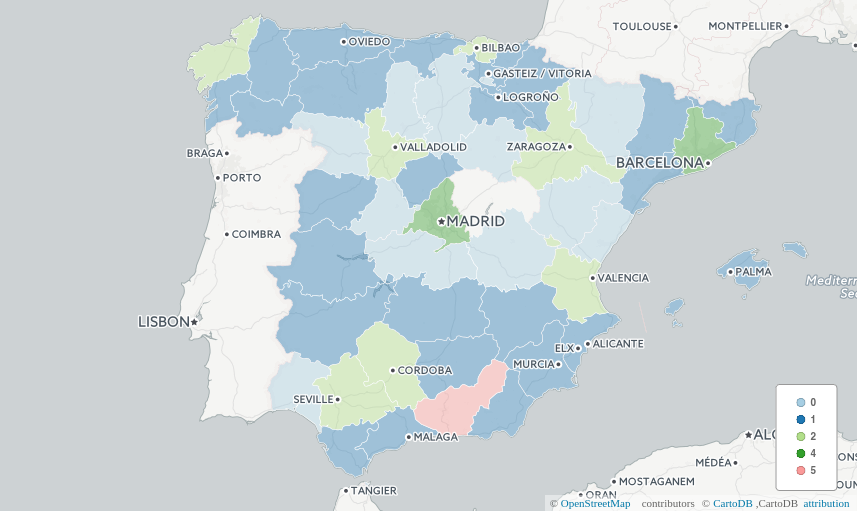 TOULOUSE
MONTPELLIER
OVIEDO
BILBAO
GASTEIZ / VITORIA
LOGROÑO
BRAGA
VALLADOLID
ZARAGOZA
BARCELONA
PORTO
MADRID
COIMBRA
PALMA
VALENCIA
Mediterr
Sea
LISBON
ELX
ALICANTE
MURCIA
CORDOBA
SEVILLE
MALAGA
0
1
2
4
5
MÉDÉA
MOSTAGANEM
TANGIER
ORAN
© OpenStreetMap contributors © CartoDB ,CartoDB attribution